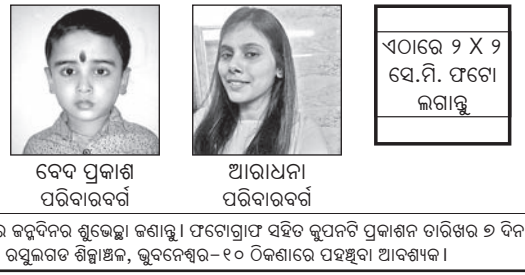 ବେଦ ପ୍ରକାଶ
ପରିବାରବର୍ଗ
ଆରାଧନା
ପରିବାରବର୍ଗ
ଏଠାରେ ୨ X ୨
ସେ.ମି. ଫଟୋ
ଲଗାନ୍ତୁ
ଜନ୍ମଦିନର ଶୁଭେଚ୍ଛା ଜଣାନ୍ତୁ। ଫଟୋଗ୍ରାଫ ସହିତ କୁପନଟି ପ୍ରକାଶନ ତାରିଖର ୭ ଦିନ
ରସୁଲଗଡ ଶିଳ୍ପାଞ୍ଚଳ, ଭୁବନେଶ୍ୱର-୧୦ ଠିକଣାରେ ପହଞ୍ଚିବା ଆବଶ୍ୟକ।